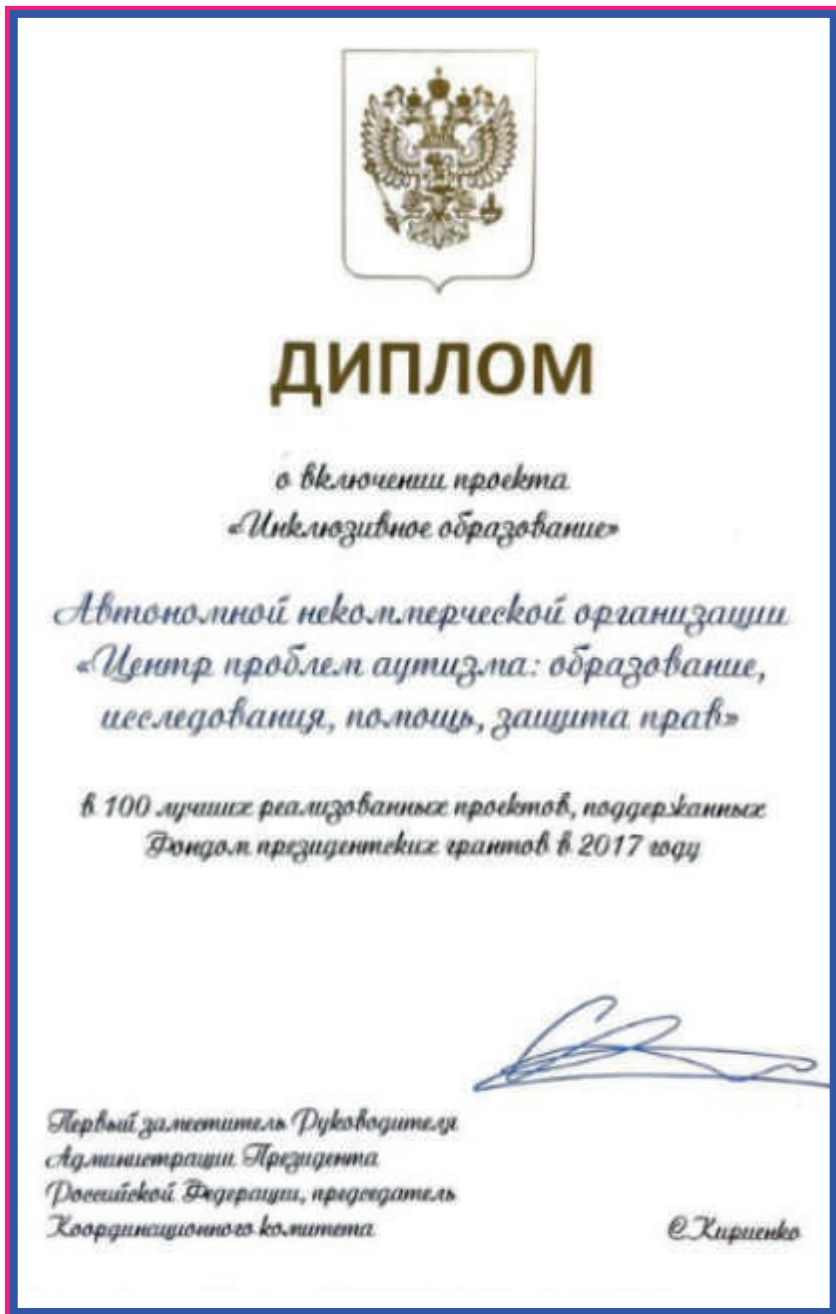 ДИПЛОМ
о включении проекта
«Инклюзивное образование»
Автономной некоммерческой организации
«Центр проблем аутизма: образование,
исследования, помощь, защита прав»
в 100 лучших реализованных проектов, поддержанных
Фондом президентских грантов в 2017 году
Первый заместитель Руководителя
Администрации Президента
Российской Федерации, председатель
Координационного комитета
С.Кириенко